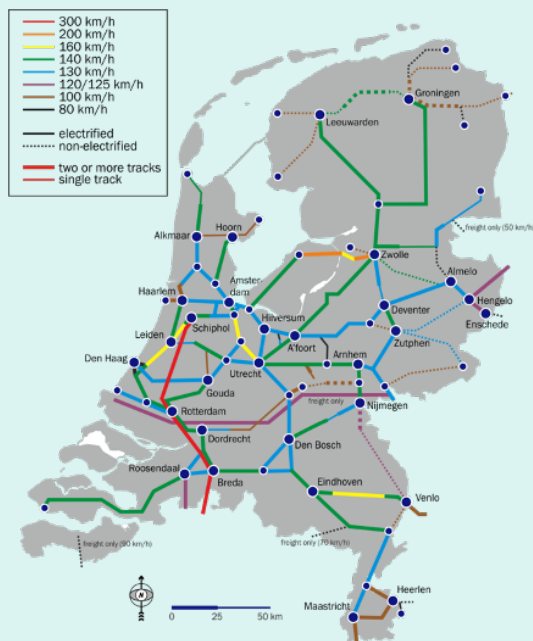 300 km/h
200 km/h
160 km/h
140 km/h
130 km/h
120/125 km/h
100 km/h
80 km/h
electrified
non-electrified
two or more tracks
single track
Groningen
Leeuwarden
freight only (50 km/h)
Alkmaar
Hoorn
Zwolle
Almelo
Haarlem
Amster-
dam
Schiphol
Hilversum
Deventer
Hengelo
Enschede
Leiden
A'foort
Zutphen
Den Haag
Utrecht
Arnhem
Gouda
freight only
Nijmegen
Rotterdam
Dordrecht
Den Bosch
Roosendaal
Breda
Eindhoven
Venlo
freight only (90 km/h)
freight only (70 km/h)
Heerlen
Maastricht
N
0
25
50 km